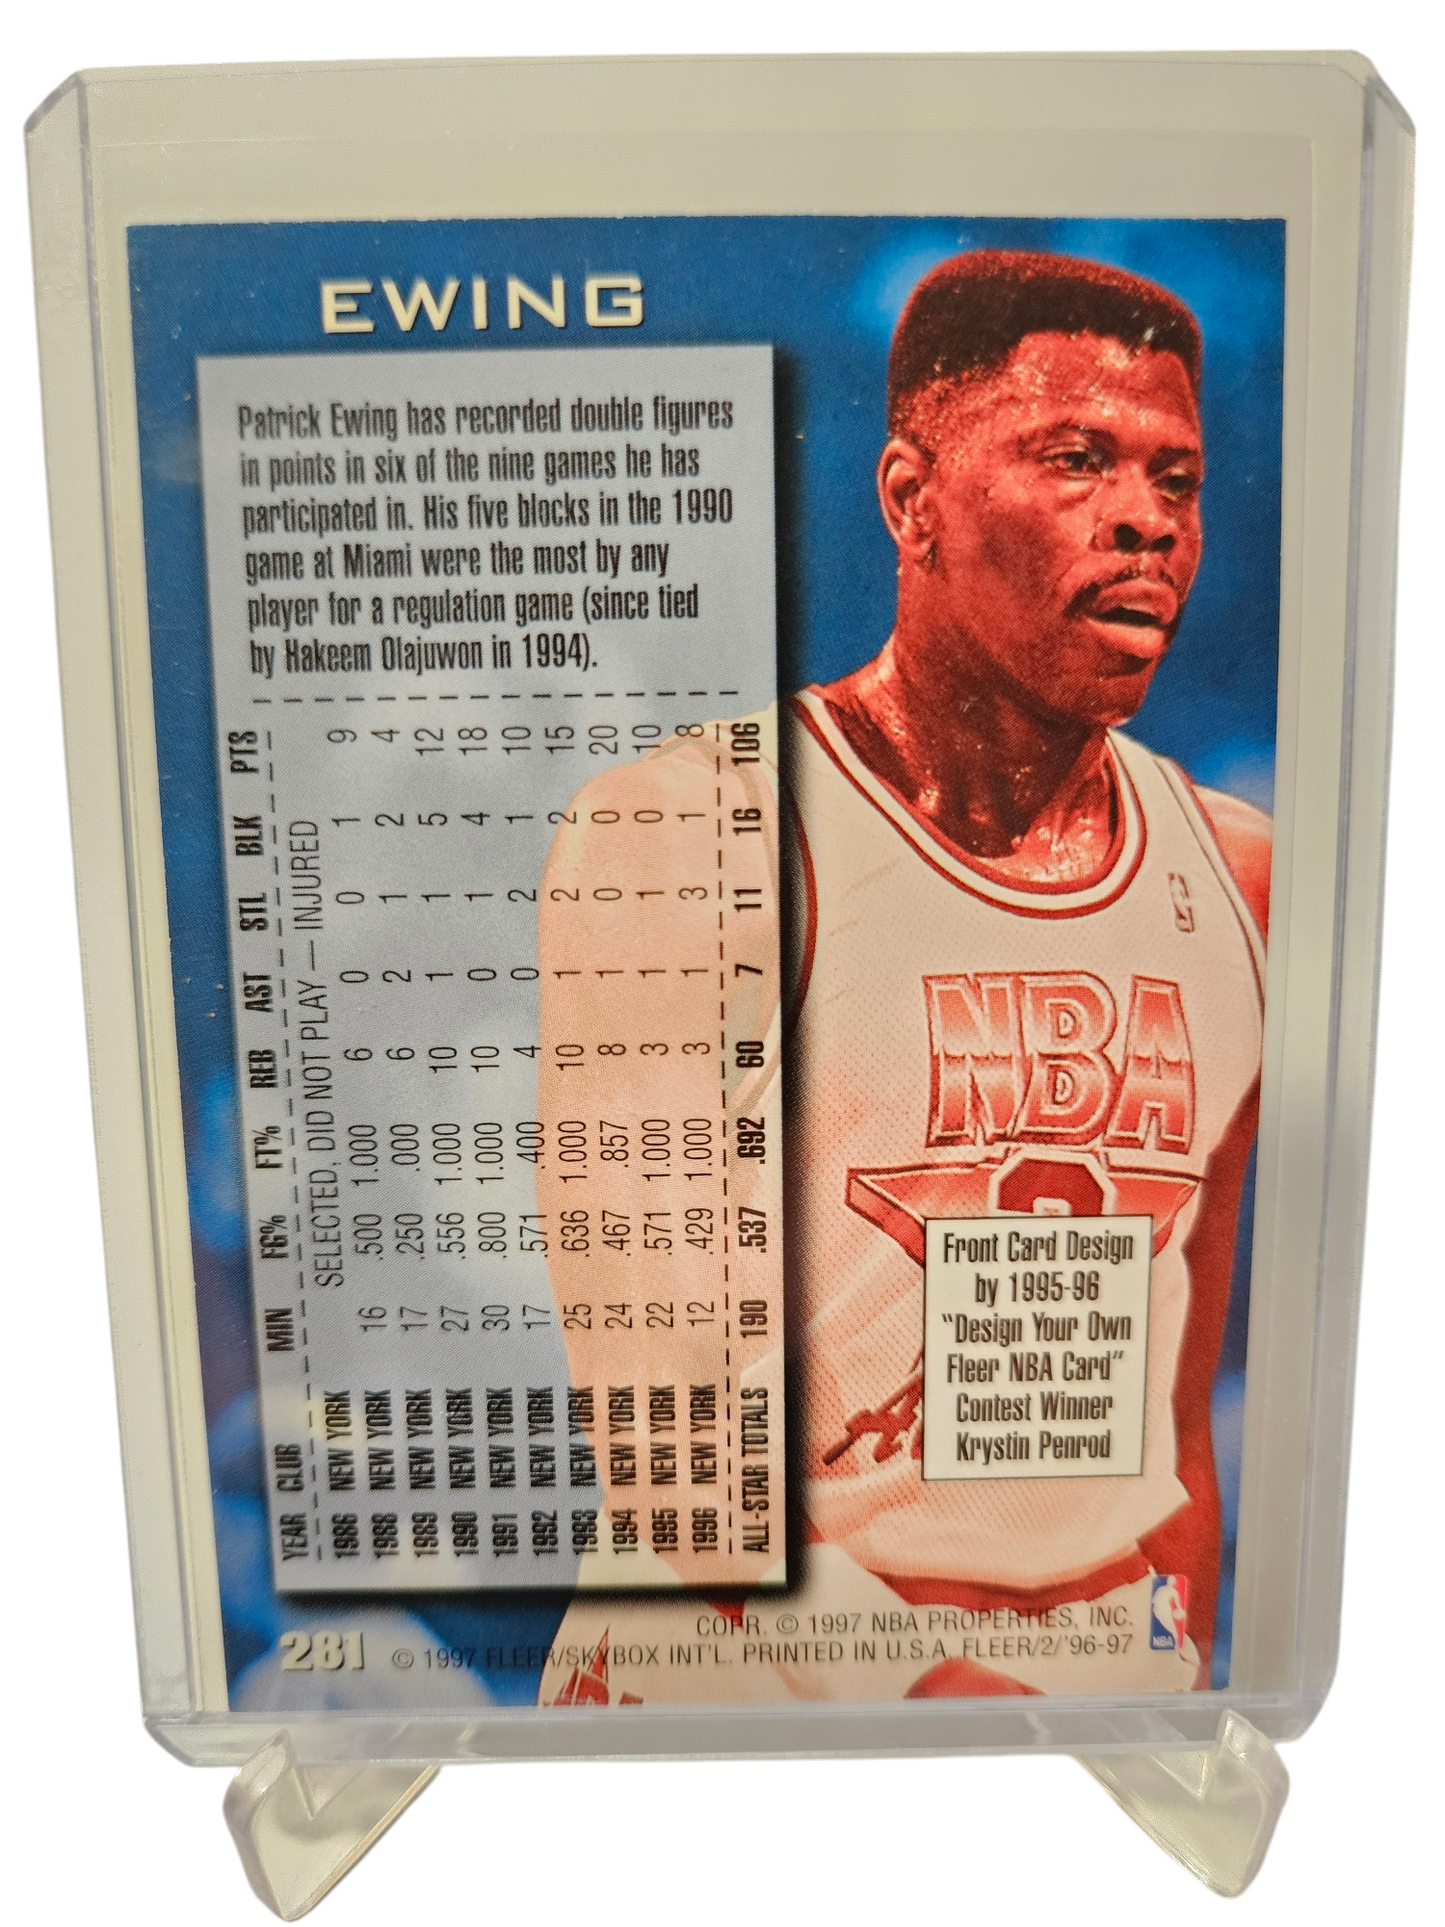 EWING
Patrick Ewing has recorded double figures
in points in six of the nine games he has
participated in. His five blocks in the 1990
game at Miami were the most by any
player for a regulation game (since tied
by Hakeem Olajuwon in 1994).
YEAR CLUB MIN FG% FT% REB AST STL BLK PTS
1986 NEW YORK SELECTED, DID NOT PLAY — INJURED
1988 NEW YORK 16 .500 1.000 6 0 0 1 9
1989 NEW YORK 17 .250 .000 6 2 1 2 4
1990 NEW YORK 27 .556 1.000 10 1 1 5 12
1991 NEW YORK 30 .800 1.000 10 0 1 4 18
1992 NEW YORK 17 .571 .400 4 0 2 1 10
1993 NEW YORK 25 .636 1.000 10 1 2 2 15
1994 NEW YORK 24 .467 .857 8 1 0 0 20
1995 NEW YORK 22 .571 1.000 3 1 1 0 10
1996 NEW YORK 12 .429 1.000 3 1 3 1 8
ALL-STAR TOTALS 190 .537 .692 60 7 11 16 106
NBA
Front Card Design
by 1995-96
"Design Your Own
Fleer NBA Card"
Contest Winner
Krystin Penrod
281
COPR. © 1997 NBA PROPERTIES, INC.
© 1997 FLEER/SKYBOX INT'L. PRINTED IN U.S.A. FLEER/2/'96-97
NBA